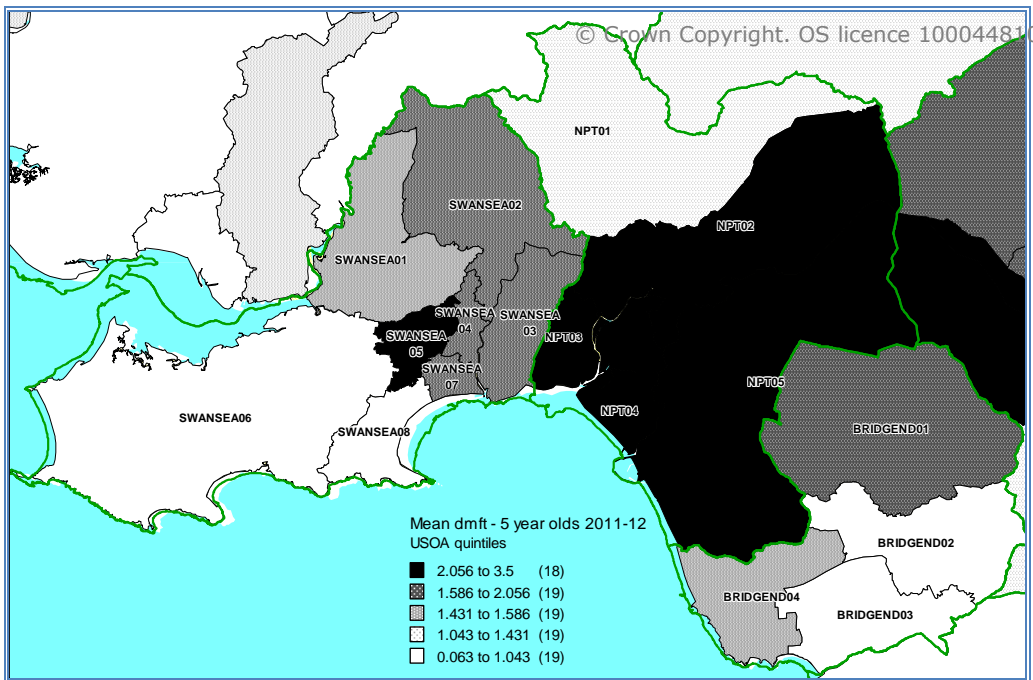 © Crown Copyright. OS licence 10004481
NPT01
SWANSEA02
NPT02
SWANSEA01
SWANSEA
04
SWANSEA
03
SWANSEA
05
NPT03
SWANSEA
07
NPT05
NPT04
SWANSEA06
SWANSEA08
BRIDGEND01
Mean dmft - 5 year olds 2011-12
USOA quintiles
2.056 to 3.5 (18)
1.586 to 2.056 (19)
1.431 to 1.586 (19)
1.043 to 1.431 (19)
0.063 to 1.043 (19)
BRIDGEND02
BRIDGEND04
BRIDGEND03